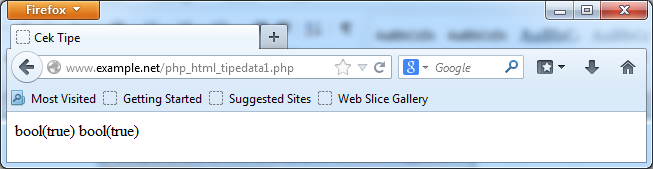 Firefox
Cek Tipe
www.example.net/php_html_tipedata1.php
Google
Most Visited Getting Started Suggested Sites Web Slice Gallery
bool(true) bool(true)